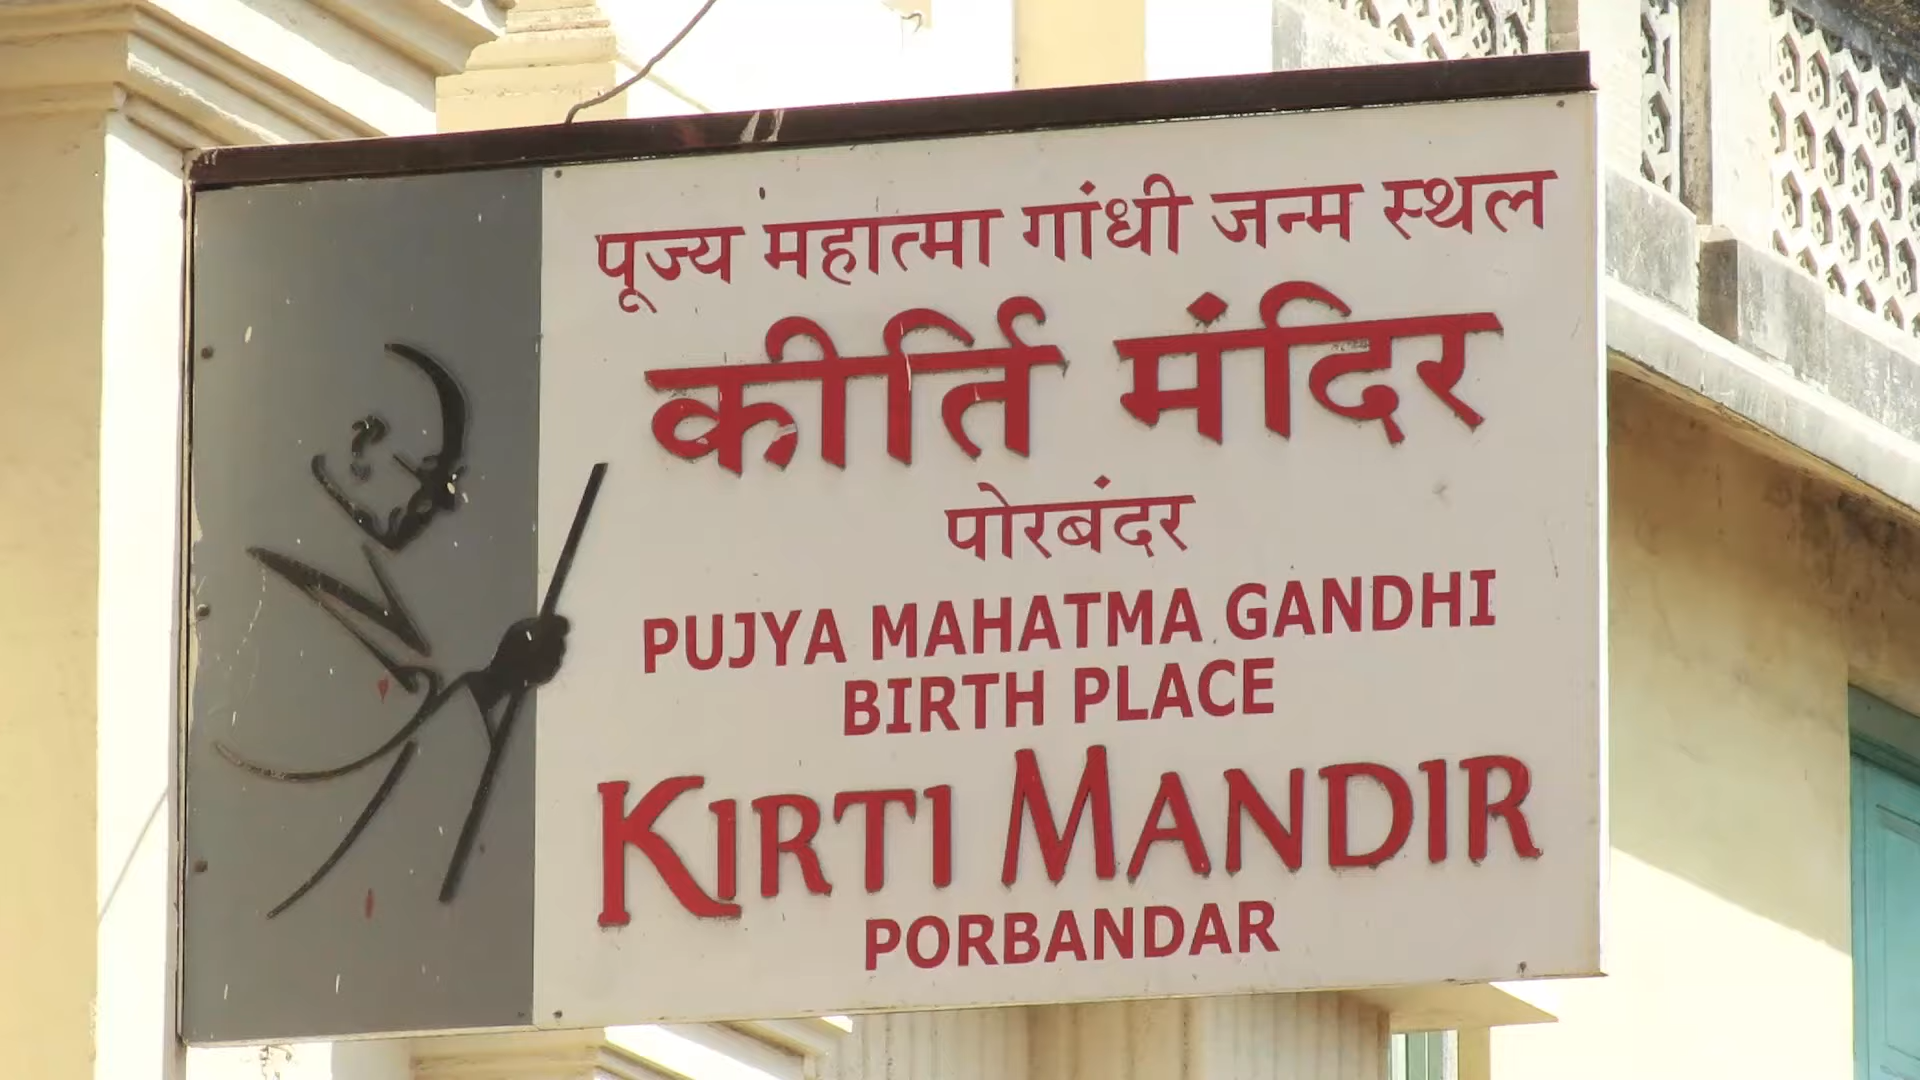 पूज्य महात्मा गांधी जन्म स्थल
कीर्ति मंदिर
पोरबंदर
PUJYA MAHATMA GANDHI
BIRTH PLACE
KIRTI MANDIR
PORBANDAR